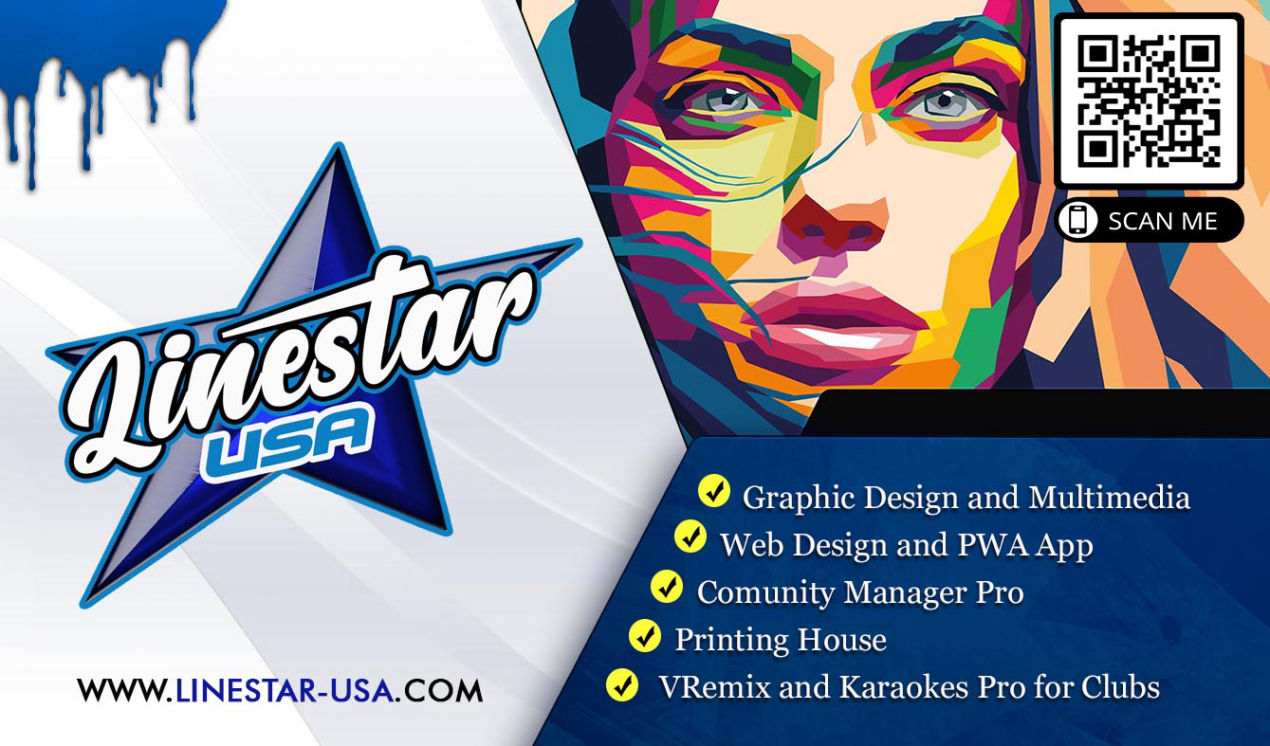 Linestar
USA
WWW.LINESTAR-USA.COM
SCAN ME
Graphic Design and Multimedia
Web Design and PWA App
Comunity Manager Pro
Printing House
VRemix and Karaokes Pro for Clubs